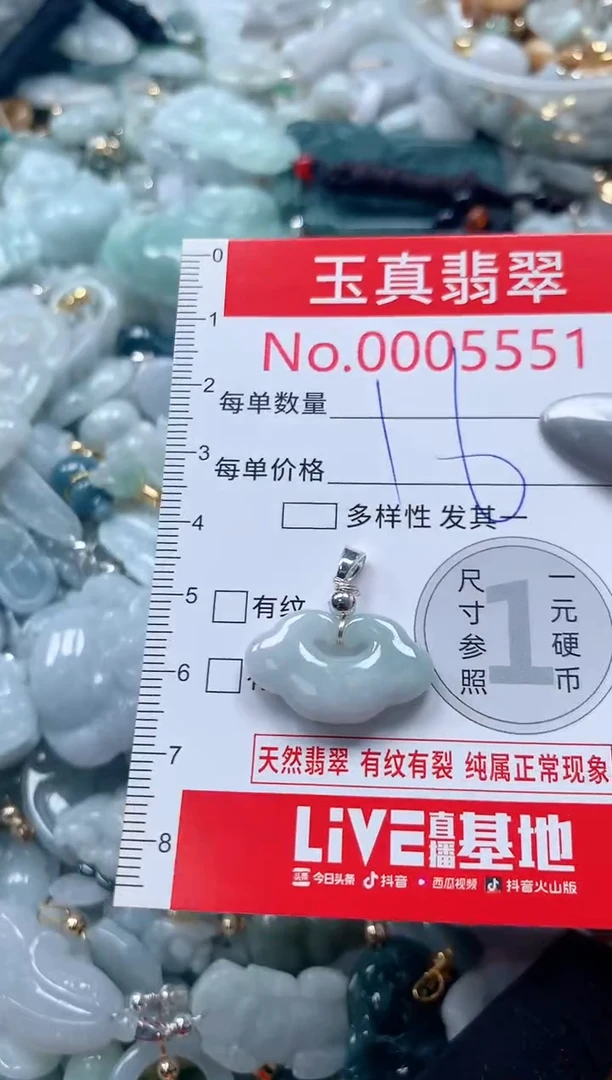 0
玉真翡翠
1
No.0005551
2
每单数量
16
3
每单价格
4
多样性 发其一
5
有纹
尺寸参照
1
一元硬币
6
7
天然翡翠 有纹有裂 纯属正常现象
8
LiVE直播基地
头条 今日头条 抖音 西瓜视频 抖音火山版